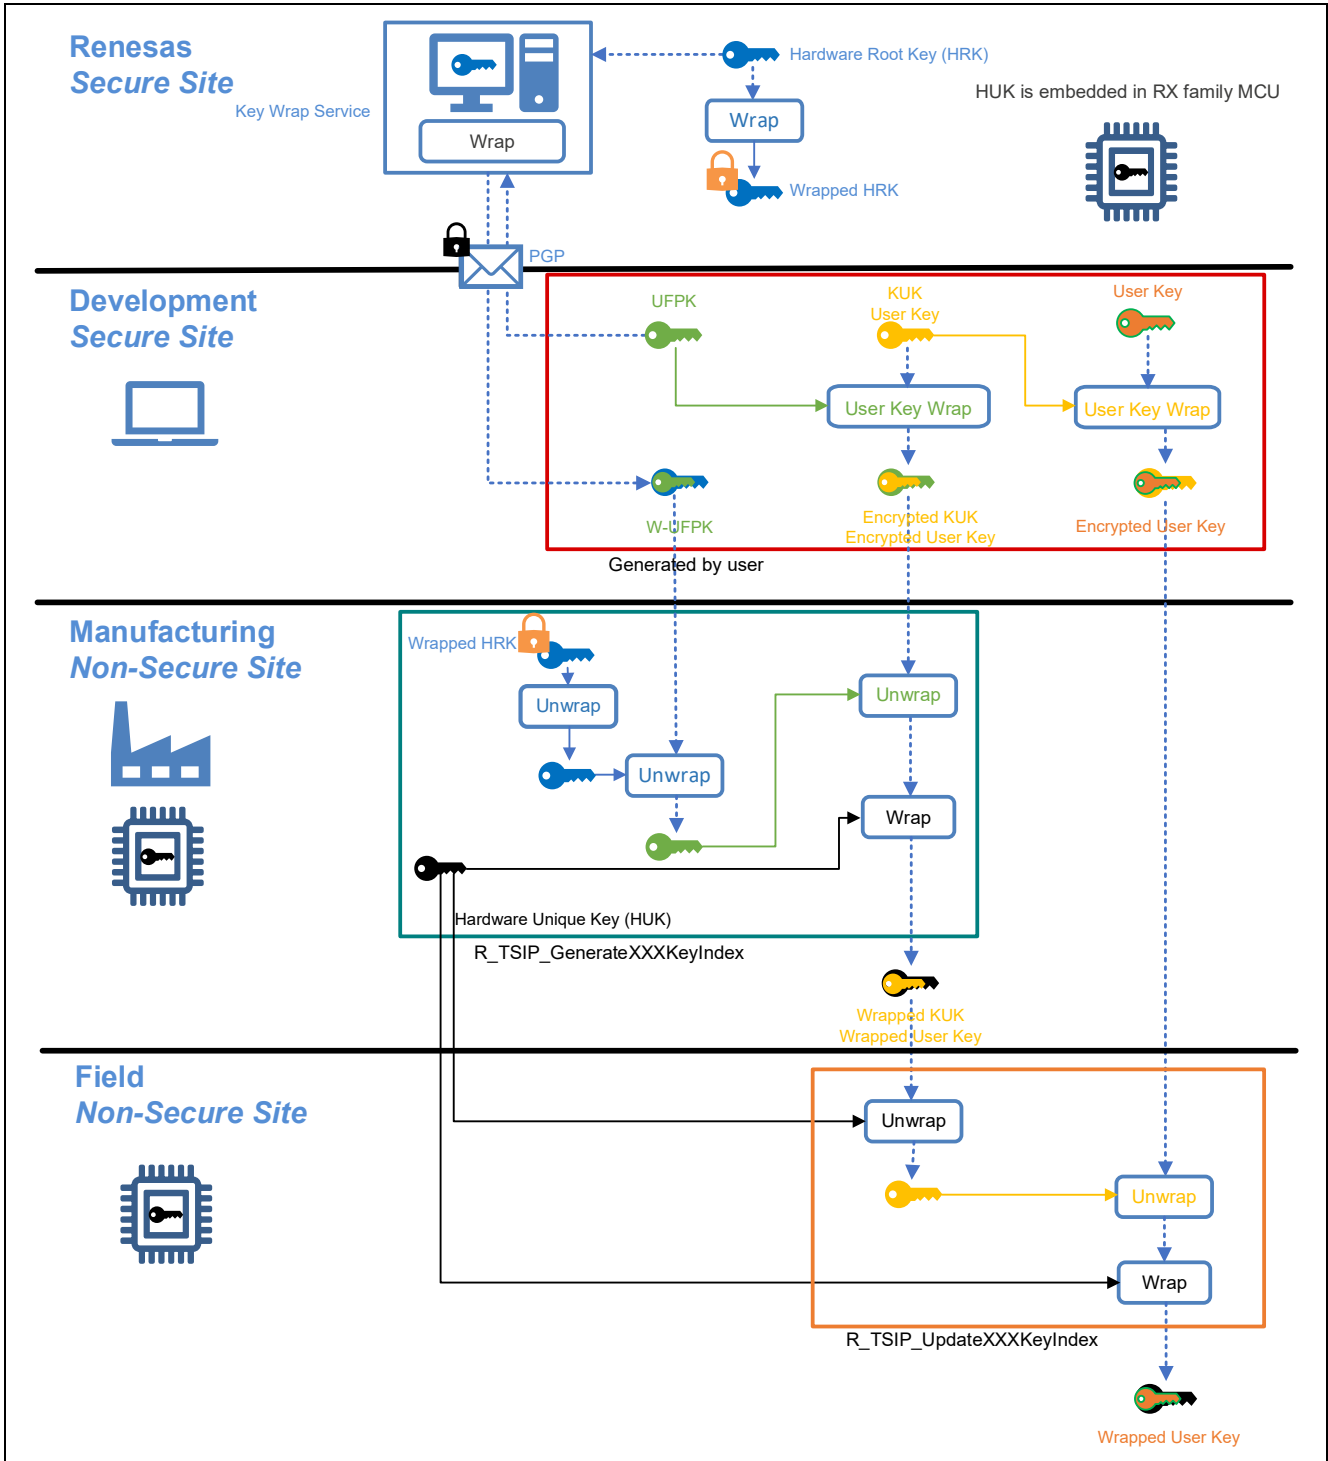 Renesas
Secure Site
Key Wrap Service
Wrap
Hardware Root Key (HRK)
Wrap
Wrapped HRK
HUK is embedded in RX family MCU
PGP
Development
Secure Site
UFPK
KUK
User Key
User Key
User Key Wrap
User Key Wrap
W-UFPK
Encrypted KUK
Encrypted User Key
Encrypted User Key
Generated by user
Manufacturing
Non-Secure Site
Wrapped HRK
Unwrap
Unwrap
Unwrap
Wrap
Hardware Unique Key (HUK)
R_TSIP_GenerateXXXKeyIndex
Wrapped KUK
Wrapped User Key
Field
Non-Secure Site
Unwrap
Unwrap
Wrap
R_TSIP_UpdateXXXKeyIndex
Wrapped User Key